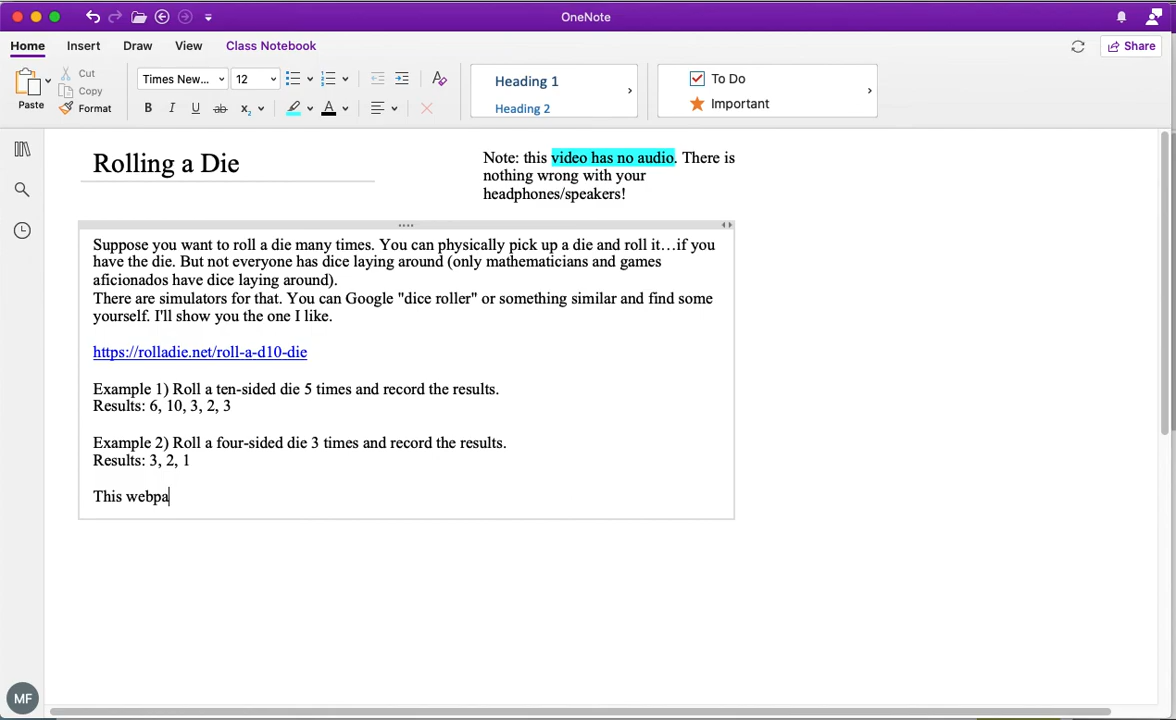 OneNote
Home Insert Draw View Class Notebook Share
Paste Cut Copy Format
Times New... 12 Heading 1 Heading 2 To Do Important
B I U ab x₂ A
Rolling a Die
Note: this video has no audio. There is
nothing wrong with your
headphones/speakers!
Suppose you want to roll a die many times. You can physically pick up a die and roll it…if you
have the die. But not everyone has dice laying around (only mathematicians and games
aficionados have dice laying around).
There are simulators for that. You can Google "dice roller" or something similar and find some
yourself. I'll show you the one I like.
https://rolladie.net/roll-a-d10-die
Example 1) Roll a ten-sided die 5 times and record the results.
Results: 6, 10, 3, 2, 3
Example 2) Roll a four-sided die 3 times and record the results.
Results: 3, 2, 1
This webpa
MF